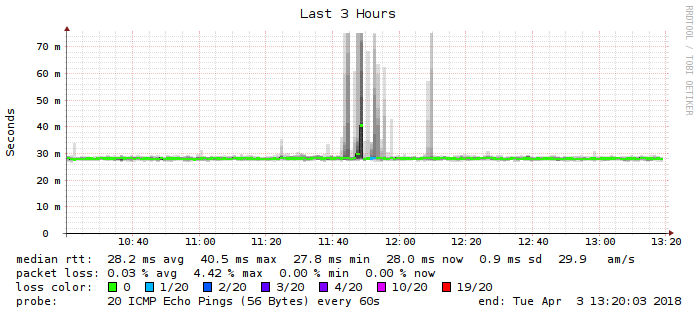 Last 3 Hours
RRDTOOL / TOBI OETIKER
Seconds
70 m
60 m
50 m
40 m
30 m
20 m
10 m
0
10:40 11:00 11:20 11:40 12:00 12:20 12:40 13:00 13:20
median rtt: 28.2 ms avg 40.5 ms max 27.8 ms min 28.0 ms now 0.9 ms sd 29.9 am/s
packet loss: 0.03 % avg 4.42 % max 0.00 % min 0.00 % now
loss color: 0 1/20 2/20 3/20 4/20 10/20 19/20
probe: 20 ICMP Echo Pings (56 Bytes) every 60s end: Tue Apr 3 13:20:03 2018